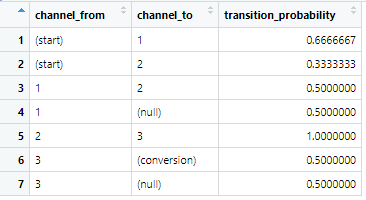 channel_from channel_to transition_probability
1 (start) 1 0.6666667
2 (start) 2 0.3333333
3 1 2 0.5000000
4 1 (null) 0.5000000
5 2 3 1.0000000
6 3 (conversion) 0.5000000
7 3 (null) 0.5000000